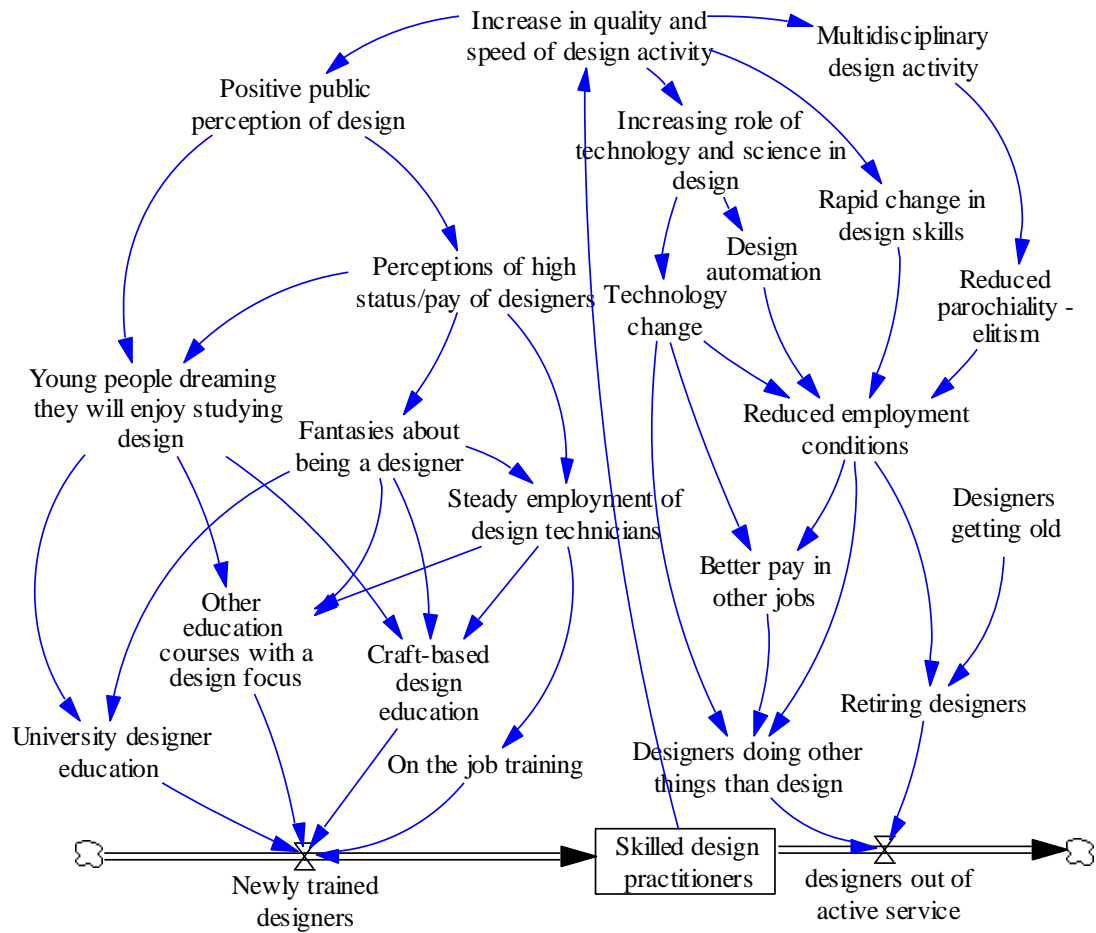 Increase in quality and
speed of design activity
Multidisciplinary
design activity
Positive public
perception of design
Increasing role of
technology and science in
design
Rapid change in
design skills
Design
automation
Perceptions of high
status/pay of designers
Technology
change
Reduced
parochiality -
elitism
Young people dreaming
they will enjoy studying
design
Fantasies about
being a designer
Reduced employment
conditions
Steady employment of
design technicians
Designers
getting old
Better pay in
other jobs
Other
education
courses with a
design focus
Craft-based
design
education
Retiring designers
University designer
education
On the job training
Designers doing other
things than design
Skilled design
practitioners
Newly trained
designers
designers out of
active service